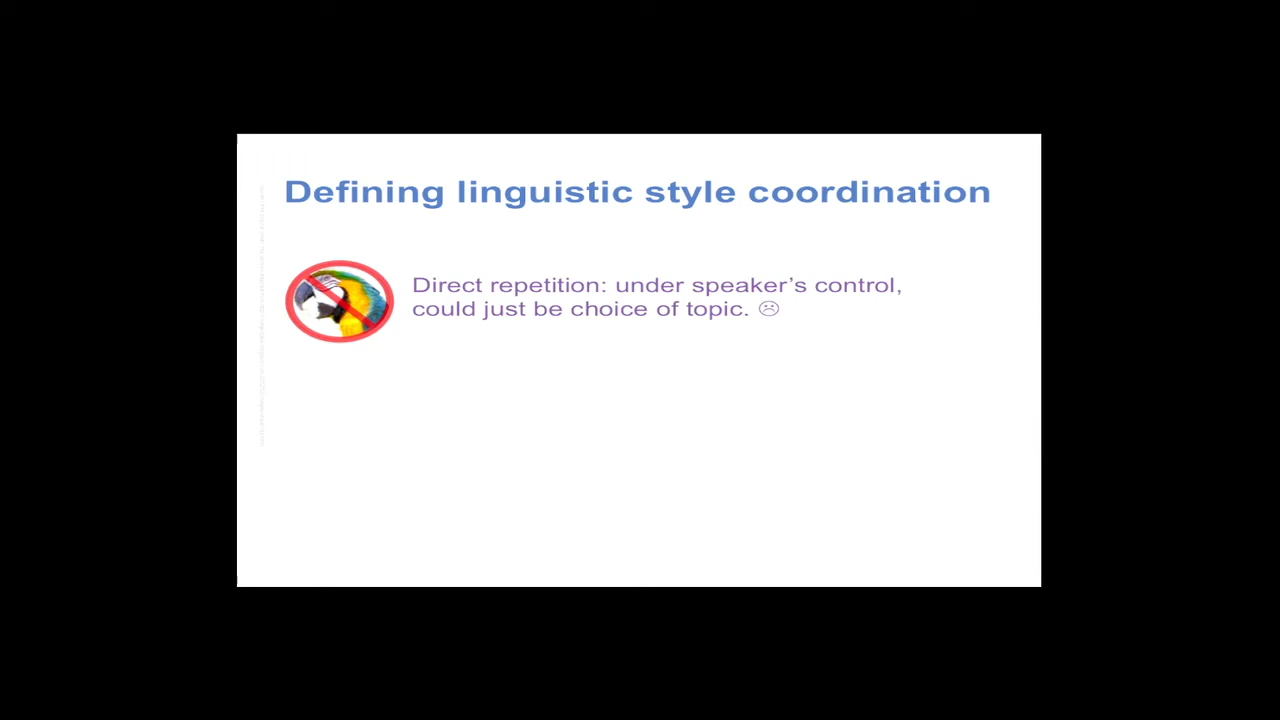 Defining linguistic style coordination
Direct repetition: under speaker’s control,
could just be choice of topic. ☹